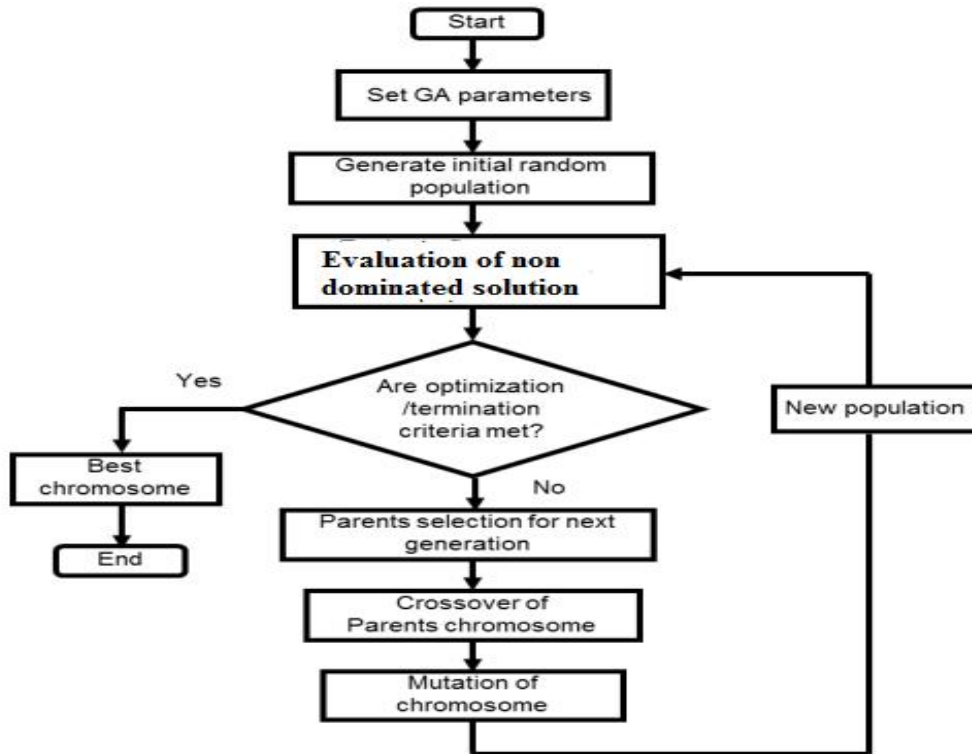 Start
Set GA parameters
Generate initial random
population
Evaluation of non
dominated solution
Are optimization
/termination
criteria met?
Yes
No
New population
Best
chromosome
End
Parents selection for next
generation
Crossover of
Parents chromosome
Mutation of
chromosome